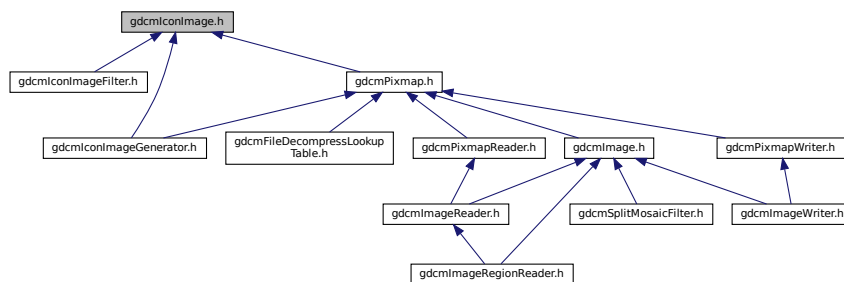 gdcmIconImage.h
gdcmIconImageFilter.h
gdcmPixmap.h
gdcmIconImageGenerator.h
gdcmFileDecompressLookup
Table.h
gdcmPixmapReader.h
gdcmImage.h
gdcmPixmapWriter.h
gdcmImageReader.h
gdcmSplitMosaicFilter.h
gdcmImageWriter.h
gdcmImageRegionReader.h